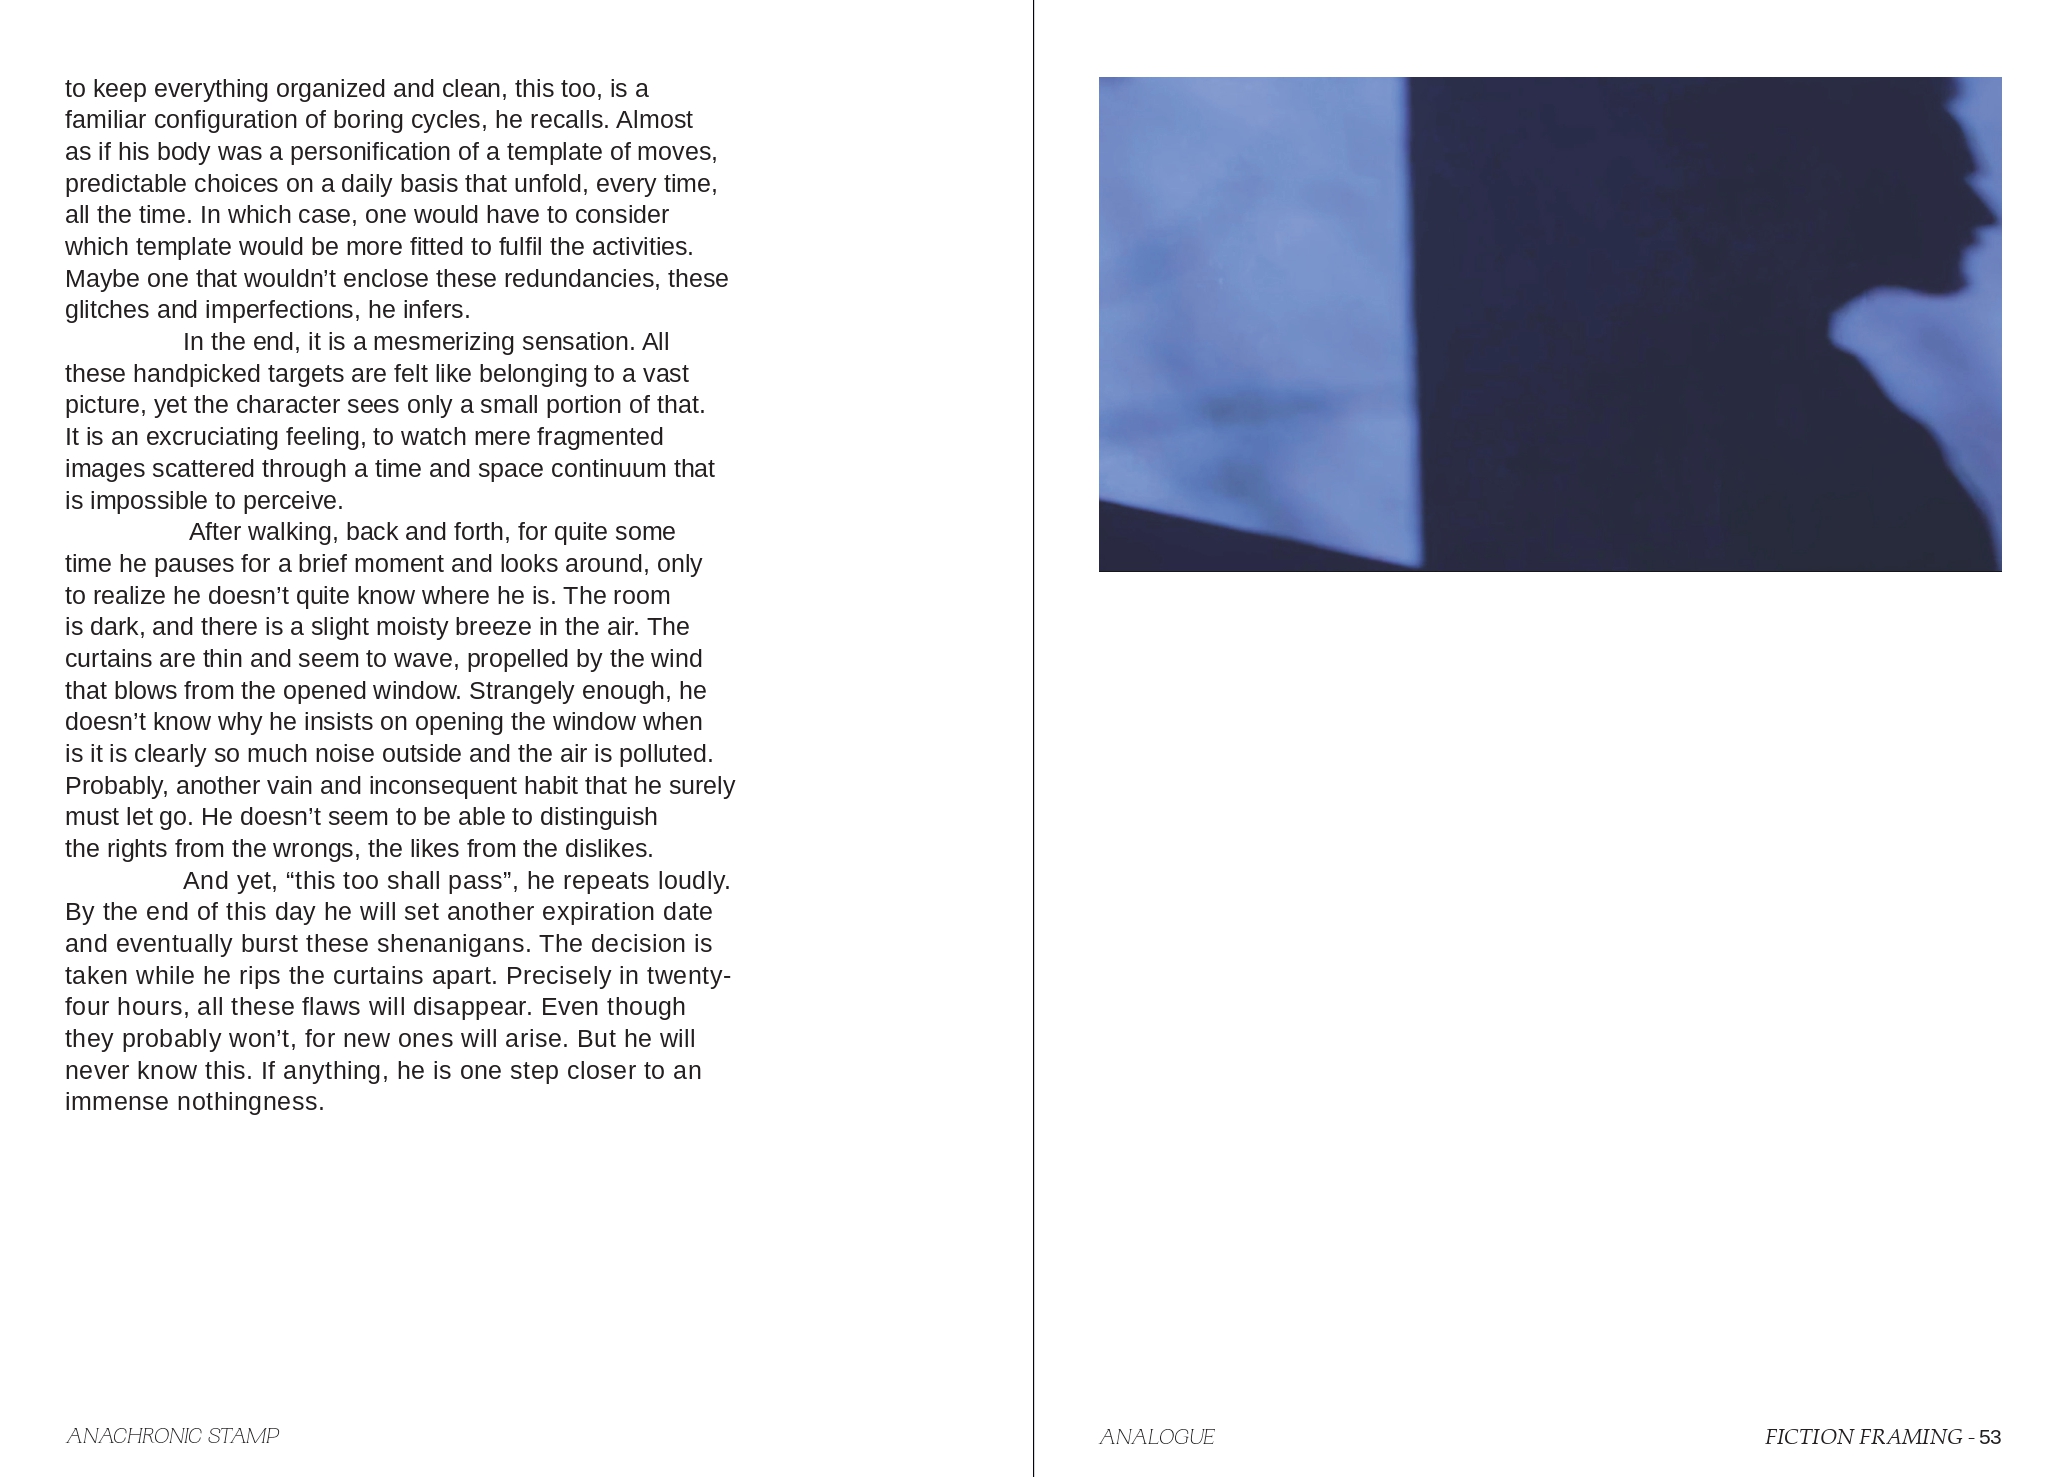 to keep everything organized and clean, this too, is a
familiar configuration of boring cycles, he recalls. Almost
as if his body was a personification of a template of moves,
predictable choices on a daily basis that unfold, every time,
all the time. In which case, one would have to consider
which template would be more fitted to fulfil the activities.
Maybe one that wouldn’t enclose these redundancies, these
glitches and imperfections, he infers.
In the end, it is a mesmerizing sensation. All
these handpicked targets are felt like belonging to a vast
picture, yet the character sees only a small portion of that.
It is an excruciating feeling, to watch mere fragmented
images scattered through a time and space continuum that
is impossible to perceive.
After walking, back and forth, for quite some
time he pauses for a brief moment and looks around, only
to realize he doesn’t quite know where he is. The room
is dark, and there is a slight moisty breeze in the air. The
curtains are thin and seem to wave, propelled by the wind
that blows from the opened window. Strangely enough, he
doesn’t know why he insists on opening the window when
is it is clearly so much noise outside and the air is polluted.
Probably, another vain and inconsequent habit that he surely
must let go. He doesn’t seem to be able to distinguish
the rights from the wrongs, the likes from the dislikes.
And yet, “this too shall pass”, he repeats loudly.
By the end of this day he will set another expiration date
and eventually burst these shenanigans. The decision is
taken while he rips the curtains apart. Precisely in twenty-
four hours, all these flaws will disappear. Even though
they probably won’t, for new ones will arise. But he will
never know this. If anything, he is one step closer to an
immense nothingness.
ANACHRONIC STAMP
ANALOGUE
FICTION FRAMING - 53